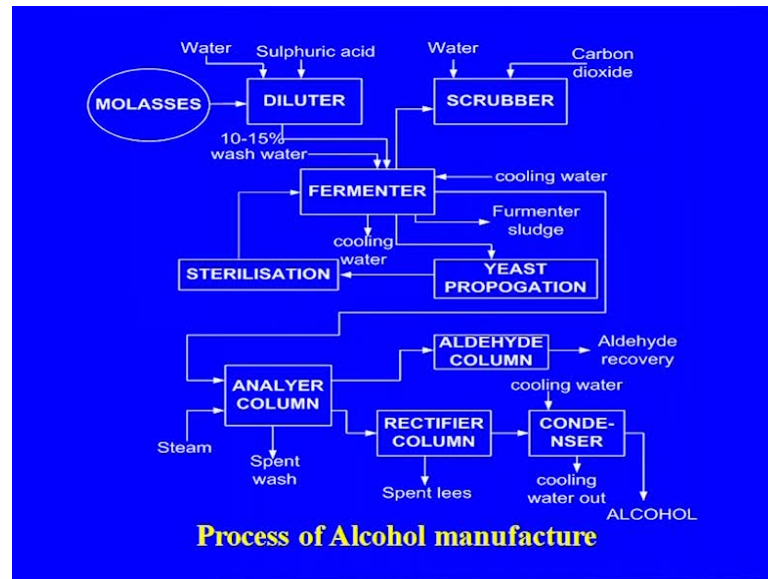 Water
Sulphuric acid
Water
Carbon
dioxide
MOLASSES
DILUTER
SCRUBBER
10-15%
wash water
FERMENTER
cooling water
cooling
water
Furmenter
sludge
STERILISATION
YEAST
PROPOGATION
ANALYER
COLUMN
ALDEHYDE
COLUMN
Aldehyde
recovery
cooling water
RECTIFIER
COLUMN
CONDE-
NSER
Steam
Spent
wash
Spent lees
cooling
water out
ALCOHOL
Process of Alcohol manufacture